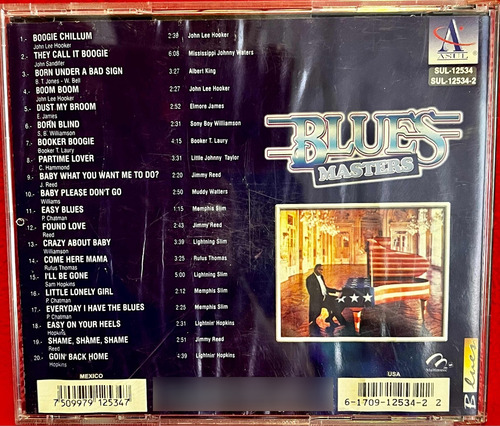 1.- BOOGIE CHILLUM 2:38 John Lee Hooker
John Lee Hooker
2.- THEY CALL IT BOOGIE 6:08 Mississippi Johnny Waters
John Sandifer
3.- BORN UNDER A BAD SIGN 3:27 Albert King
B. T. Jones - W. Bell
4.- BOOM BOOM 2:27 John Lee Hooker
John Lee Hooker
5.- DUST MY BROOM 2:52 Elmore James
E. James
6.- BORN BLIND 2:31 Sony Boy Williamson
S. B. Williamson
7.- BOOKER BOOGIE 4:15 Booker T. Laury
Booker T. Laury
8.- PARTIME LOVER 3:31 Little Johnny Taylor
C. Hammond
9.- BABY WHAT YOU WANT ME TO DO? 2:20 Jimmy Reed
J. Reed
10.- BABY PLEASE DON'T GO 2:50 Muddy Watters
Williams
11.- EASY BLUES 1:15 Memphis Slim
P. Chatman
12.- FOUND LOVE 2:43 Jimmy Reed
Reed
13.- CRAZY ABOUT BABY 3:39 Lightning Slim
Williamson
14.- COME HERE MAMA 3:25 Rufus Thomas
Rufus Thomas
15.- I'LL BE GONE 5:00 Lightning Slim
Sam Hopkins
16.- LITTLE LONELY GIRL 2:12 Memphis Slim
P. Chatman
17.- EVERYDAY I HAVE THE BLUES 2:25 Memphis Slim
P. Chatman
18.- EASY ON YOUR HEELS 2:31 Lightnin' Hopkins
Hopkins
19.- SHAME, SHAME, SHAME 2:51 Jimmy Reed
Reed
20.- GOIN' BACK HOME 4:39 Lightnin' Hopkins
Hopkins
A
ASUL
SUL-12534
SUL-12534-2
BLUES
MASTERS
MEXICO
7 509979 125347
USA
6-1709-12534-2 2
Multimusic
Blues